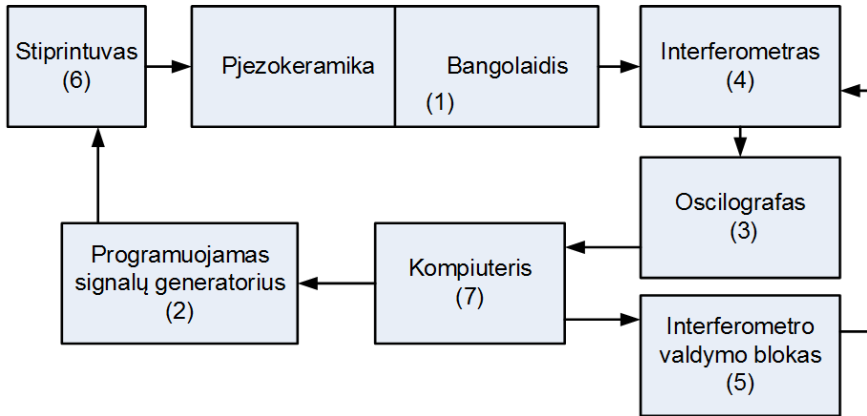 Stiprintuvas
(6)
Pjezokeramika
Bangolaidis
(1)
Interferometras
(4)
Oscilografas
(3)
Programuojamas
signalų generatorius
(2)
Kompiuteris
(7)
Interferometro
valdymo blokas
(5)